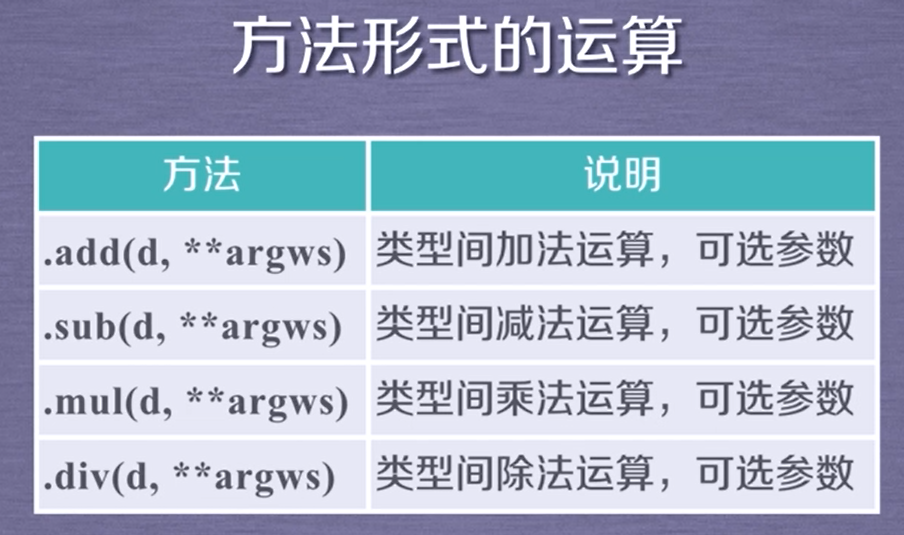 方法形式的运算
方法 说明
.add(d, **argws) 类型间加法运算，可选参数
.sub(d, **argws) 类型间减法运算，可选参数
.mul(d, **argws) 类型间乘法运算，可选参数
.div(d, **argws) 类型间除法运算，可选参数